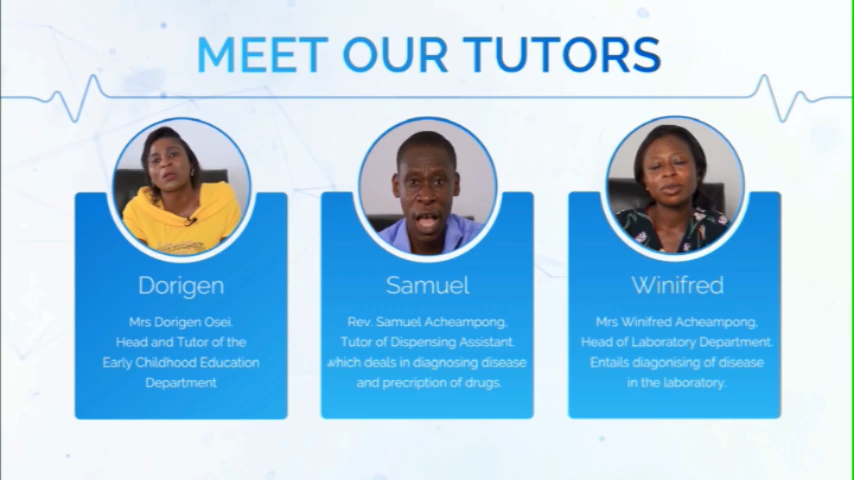 MEET OUR TUTORS
Dorigen
Mrs Dorigen Osei.
Head and Tutor of the
Early Childhood Education
Department
Samuel
Rev. Samuel Acheampong,
Tutor of Dispensing Assistant.
which deals in diagnosing disease
and precription of drugs.
Winifred
Mrs Winifred Acheampong,
Head of Laboratory Department.
Entails diagonising of disease
in the laboratory.